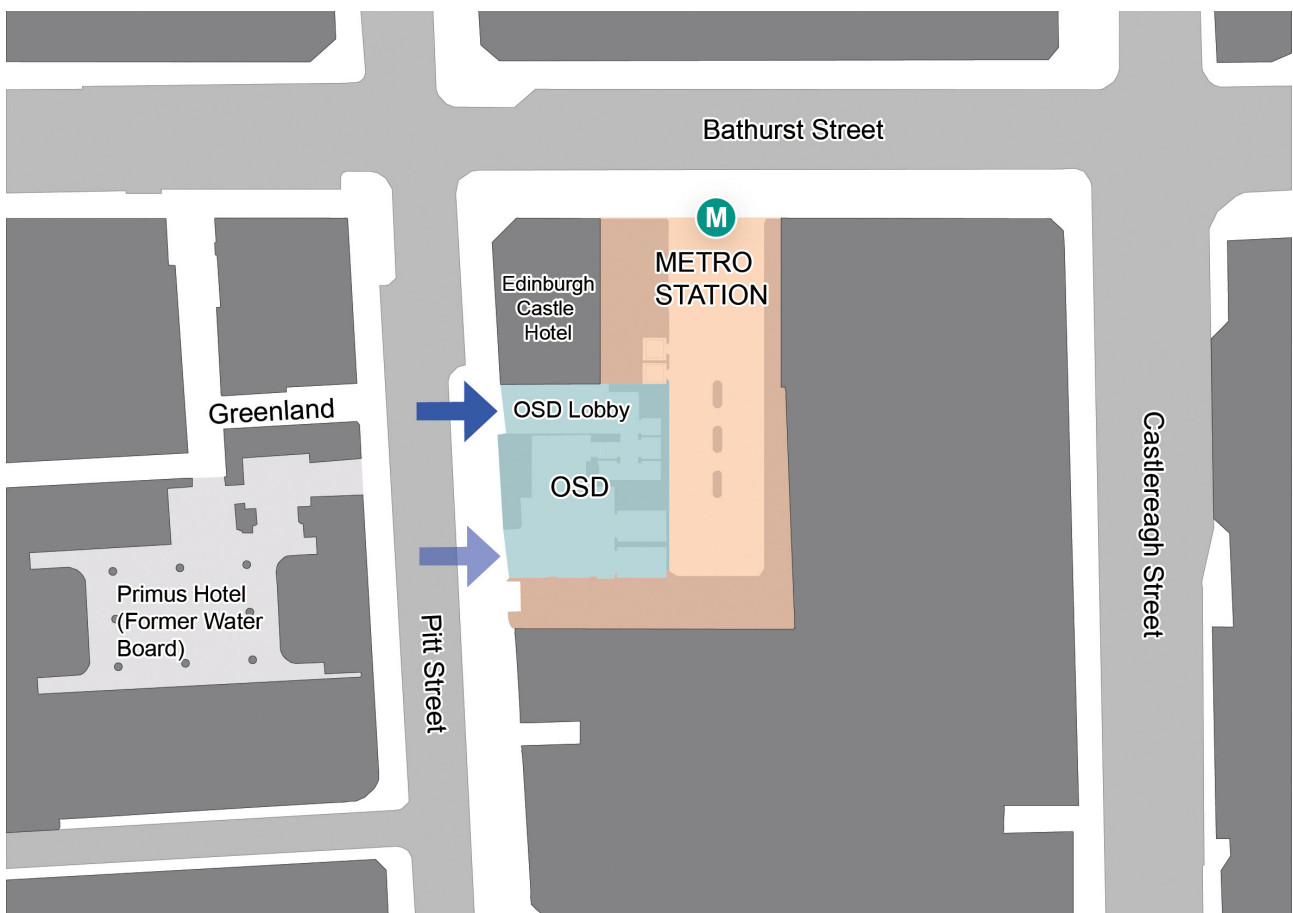 Bathurst Street
M
METRO
STATION
Edinburgh
Castle
Hotel
Greenland
OSD Lobby
OSD
Primus Hotel
(Former Water
Board)
Pitt Street
Castlereagh Street